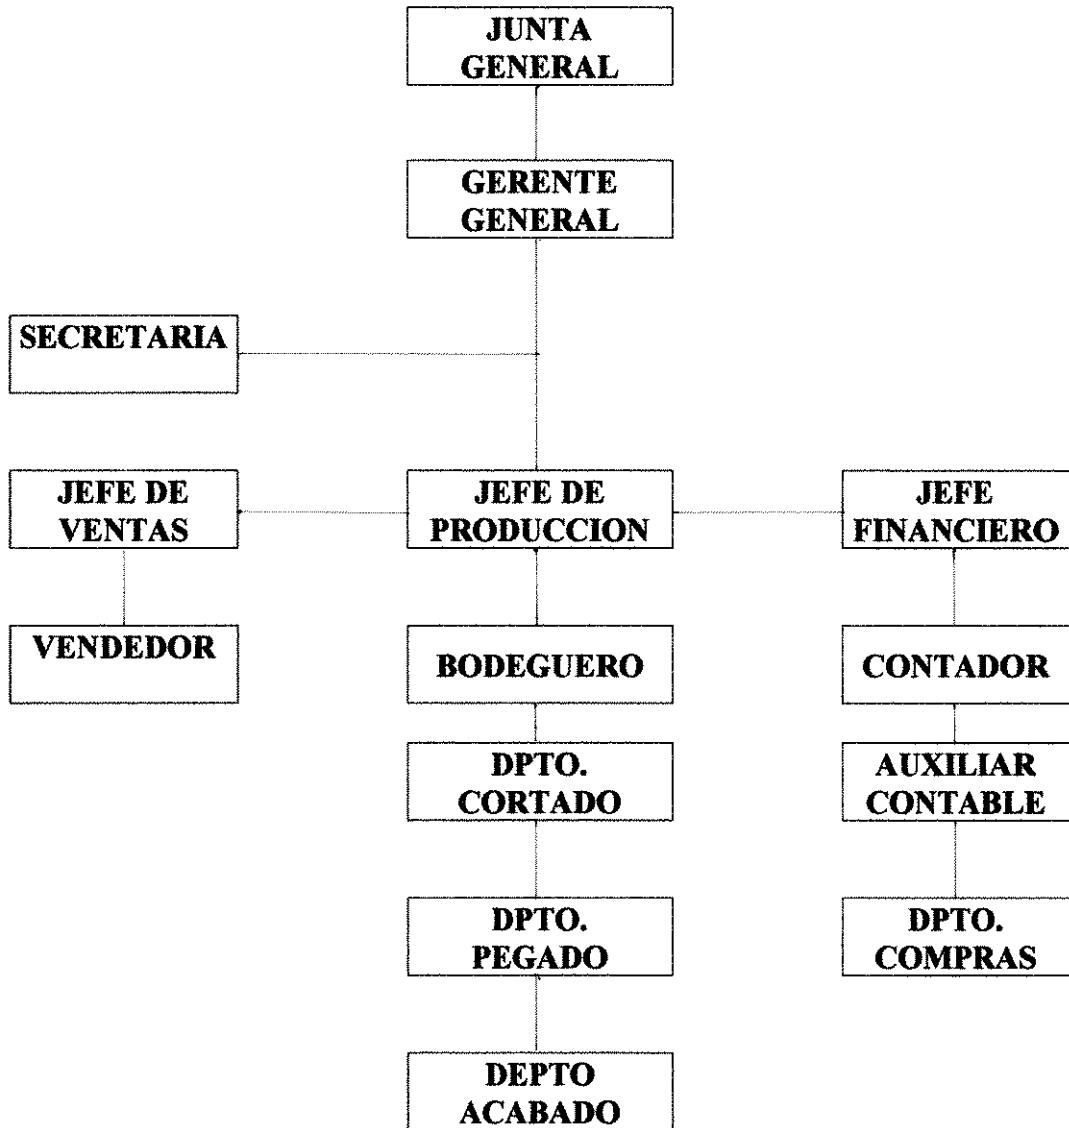 JUNTA
GENERAL
GERENTE
GENERAL
SECRETARIA
JEFE DE
VENTAS
JEFE DE
PRODUCCION
JEFE
FINANCIERO
VENDEDOR
BODEGUERO
CONTADOR
DPTO.
CORTADO
AUXILIAR
CONTABLE
DPTO.
PEGADO
DPTO.
COMPRAS
DEPTO
ACABADO